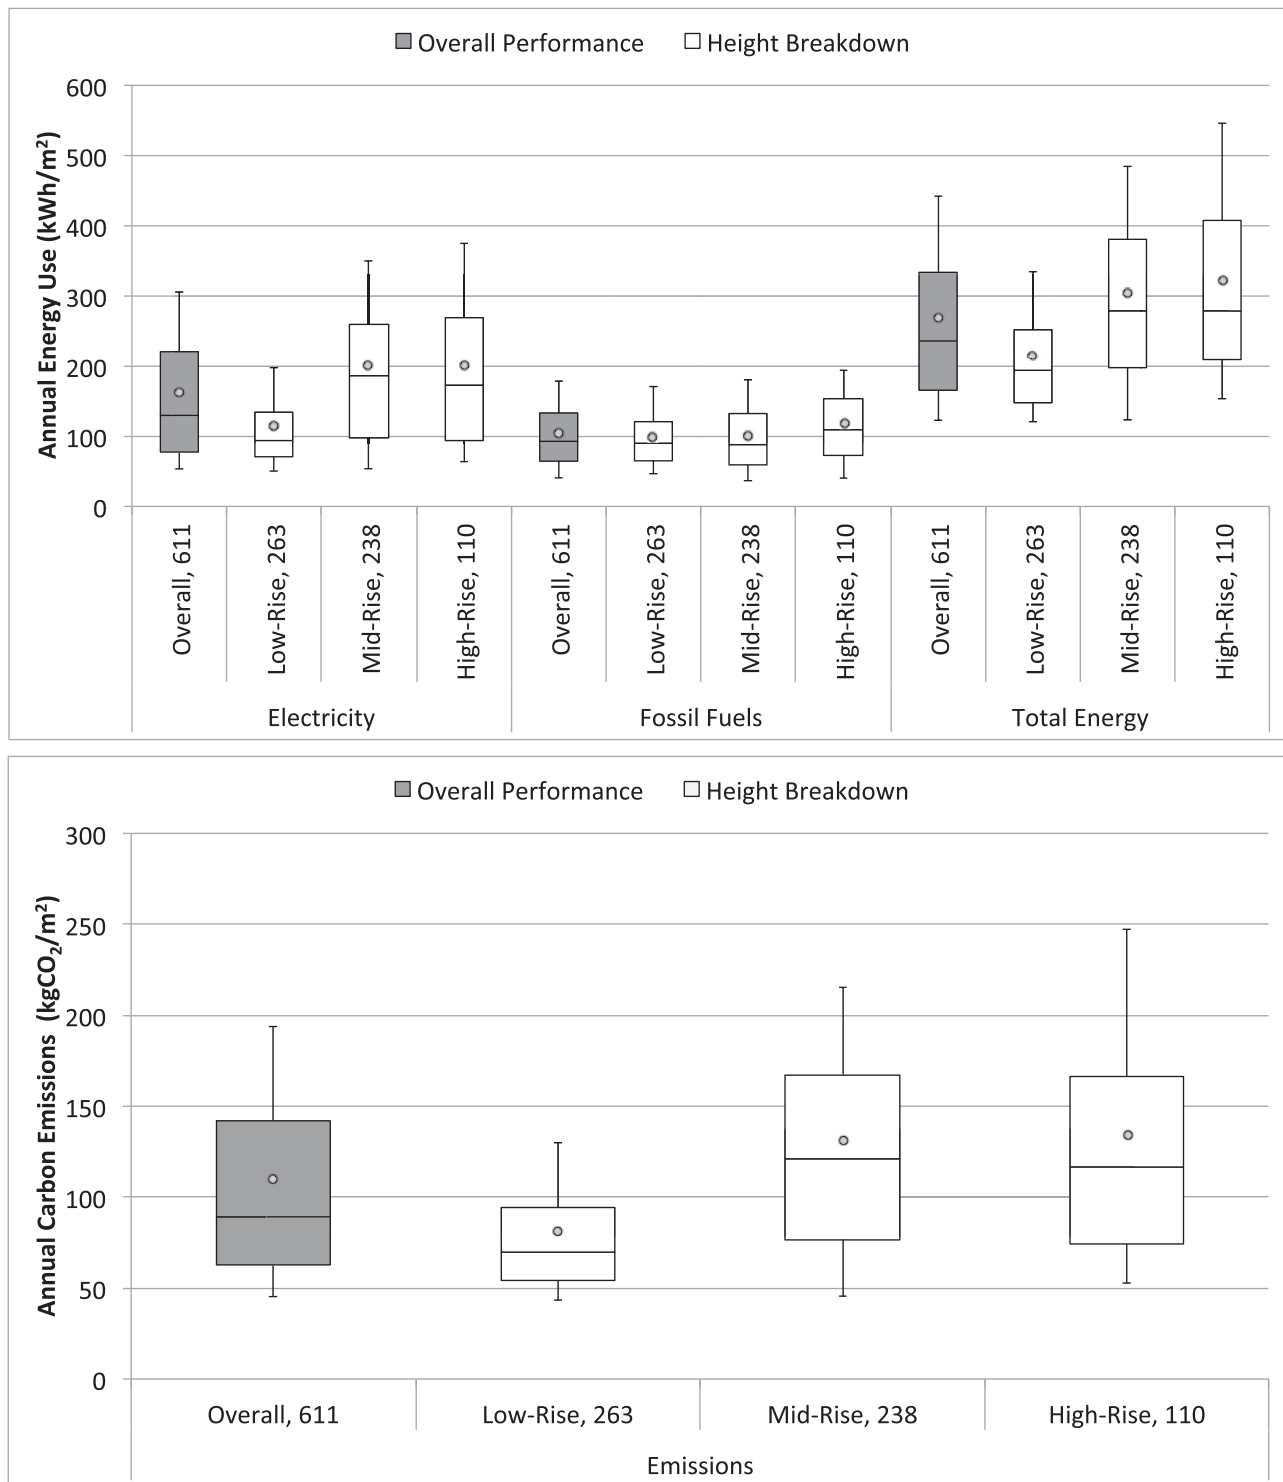 Overall Performance Height Breakdown
600
500
400
300
200
100
0
Annual Energy Use (kWh/m²)
Overall, 611
Low-Rise, 263
Mid-Rise, 238
High-Rise, 110
Overall, 611
Low-Rise, 263
Mid-Rise, 238
High-Rise, 110
Overall, 611
Low-Rise, 263
Mid-Rise, 238
High-Rise, 110
Electricity Fossil Fuels Total Energy
Overall Performance Height Breakdown
300
250
200
150
100
50
0
Annual Carbon Emissions (kgCO₂/m²)
Overall, 611 Low-Rise, 263 Mid-Rise, 238 High-Rise, 110
Emissions